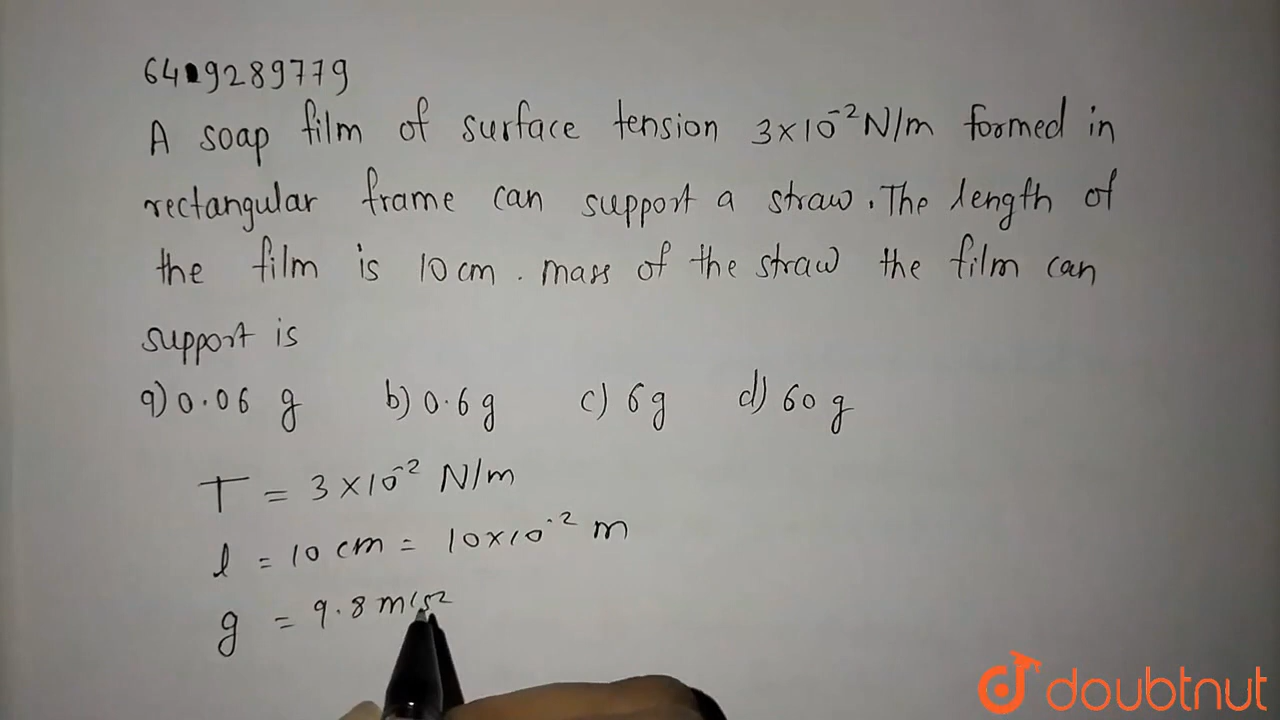 6419289779
A soap film of surface tension 3×10⁻² N/m formed in
rectangular frame can support a straw. The length of
the film is 10 cm. mass of the straw the film can
support is
a) 0.06 g b) 0.6 g c) 6 g d) 60 g
T = 3×10⁻² N/m
l = 10 cm = 10×10⁻² m
g = 9.8 m/s2
doubtnut